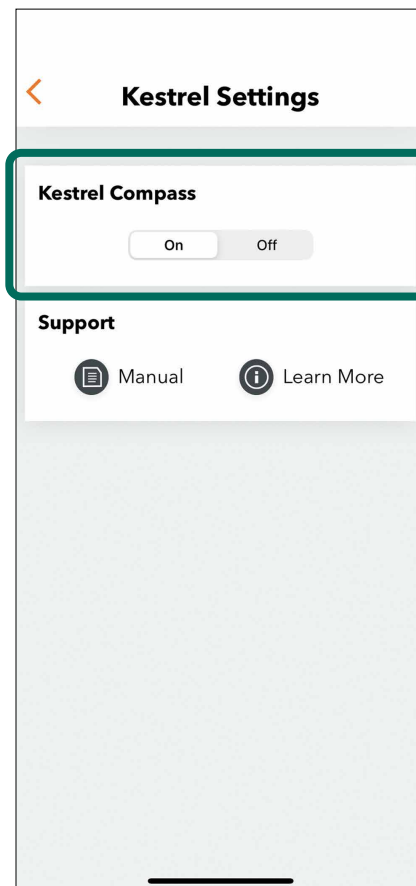 Kestrel Settings
Kestrel Compass
On Off
Support
Manual Learn More